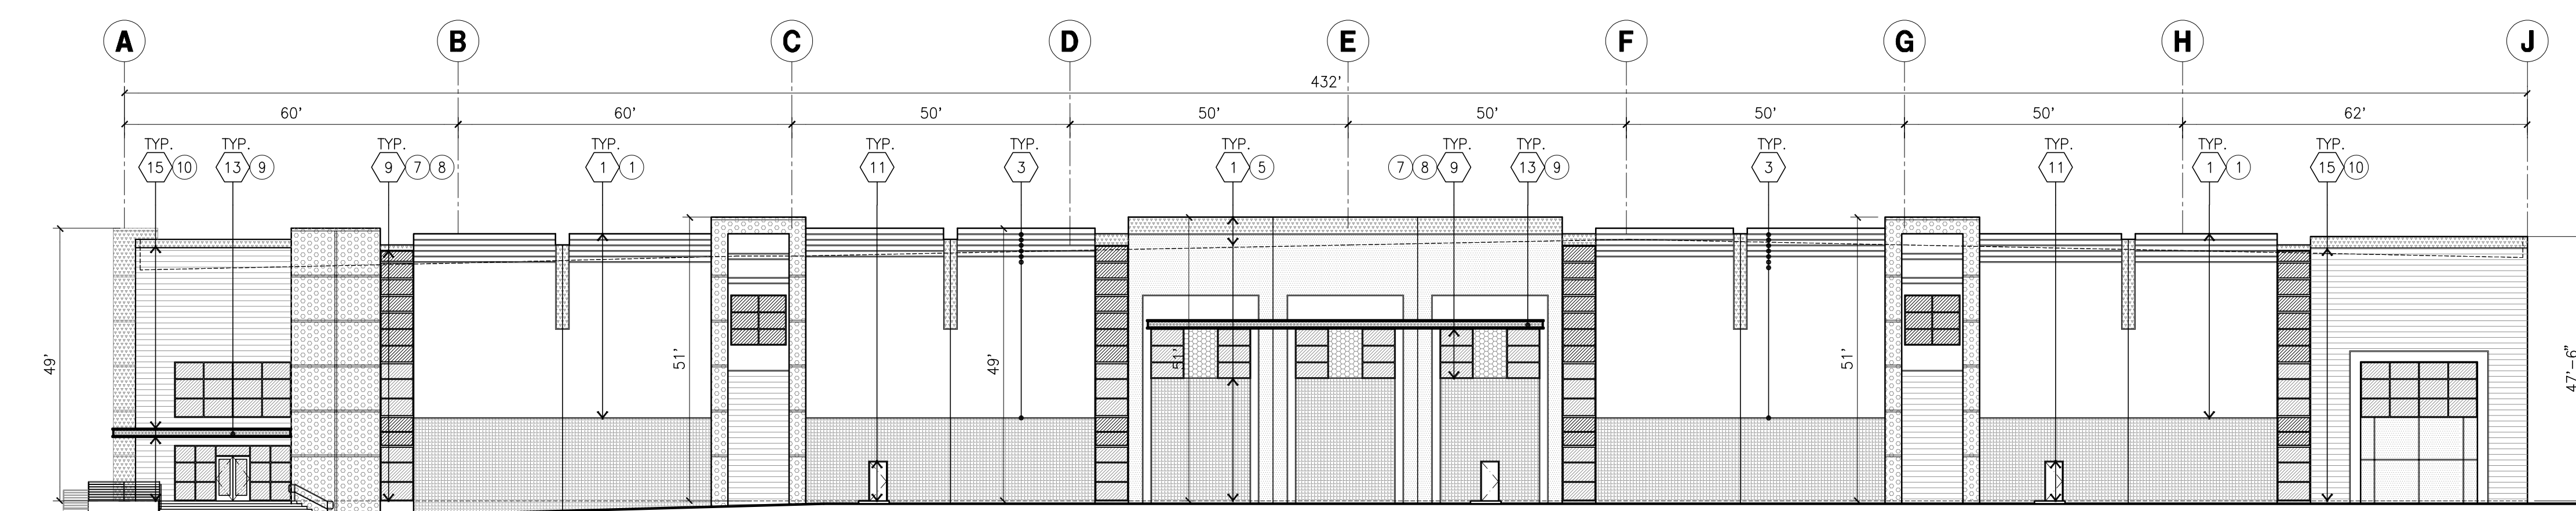 A B C D E F G H J
432'
60' 60' 50' 50' 50' 50' 50' 62'
TYP. TYP. TYP. TYP. TYP. TYP. TYP. TYP. TYP. TYP. TYP. TYP. TYP.
15 10 13 9 9 7 8 1 1 11 3 1 5 7 8 9 13 9 3 11 1 1 15 10
49' 51' 49' 51' 51' 47'-6"